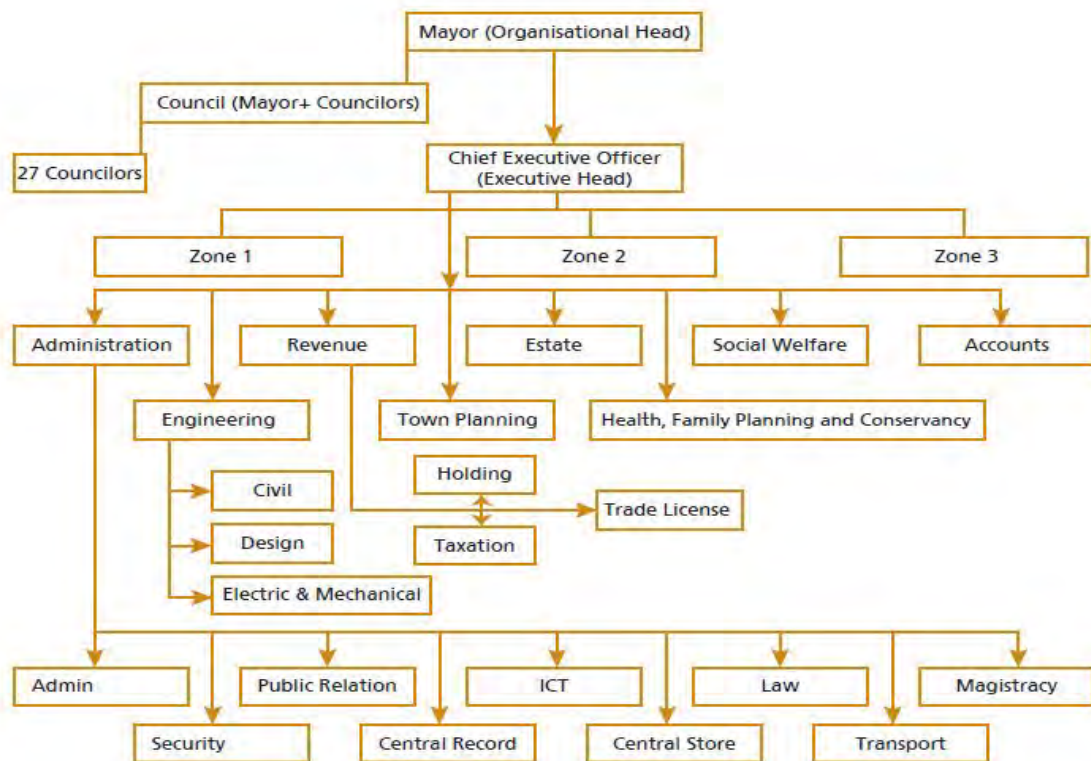 Mayor (Organisational Head)
Council (Mayor+ Councilors)
27 Councilors
Chief Executive Officer
(Executive Head)
Zone 1
Zone 2
Zone 3
Administration
Revenue
Estate
Social Welfare
Accounts
Engineering
Town Planning
Health, Family Planning and Conservancy
Holding
Civil
Trade License
Design
Taxation
Electric & Mechanical
Admin
Public Relation
ICT
Law
Magistracy
Security
Central Record
Central Store
Transport